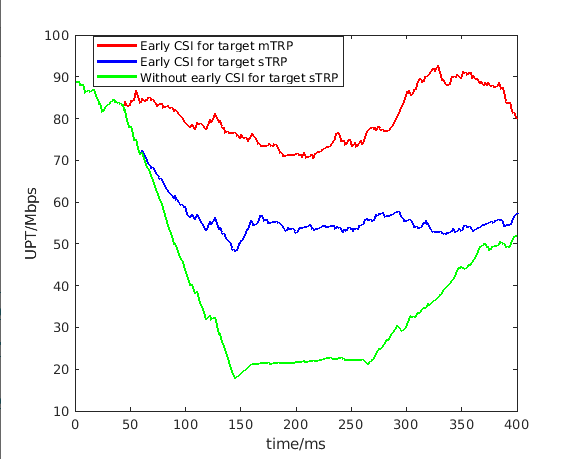 Early CSI for target mTRP
Early CSI for target sTRP
Without early CSI for target sTRP
100
90
80
70
60
50
40
30
20
10
UPT/Mbps
0 50 100 150 200 250 300 350 400
time/ms